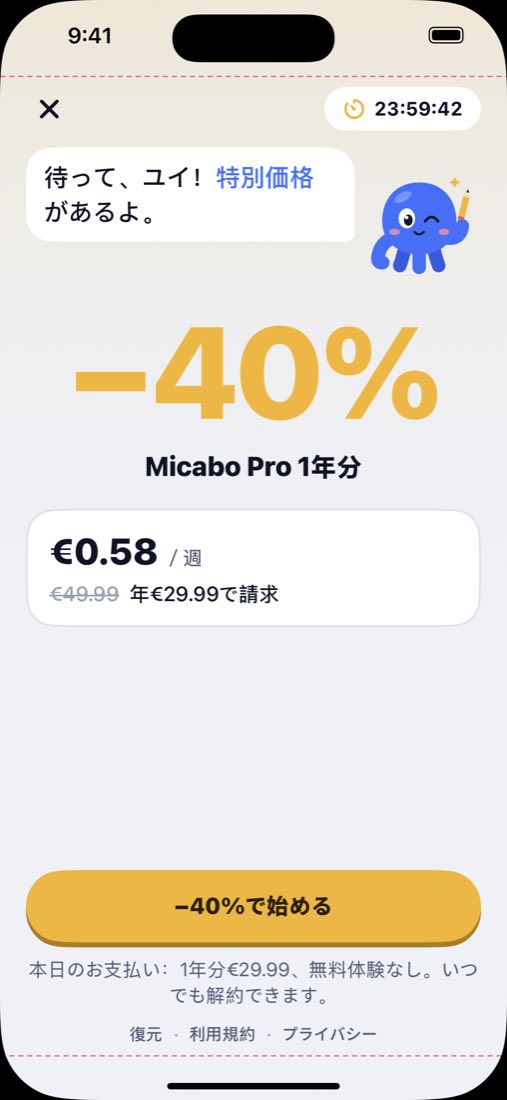 9:41
23:59:42
待って、ユイ！特別価格
があるよ。
−40%
Micabo Pro 1年分
€0.58 / 週
€49.99 年€29.99で請求
−40%で始める
本日のお支払い：1年分€29.99、無料体験なし。いつ
でも解約できます。
復元 · 利用規約 · プライバシー